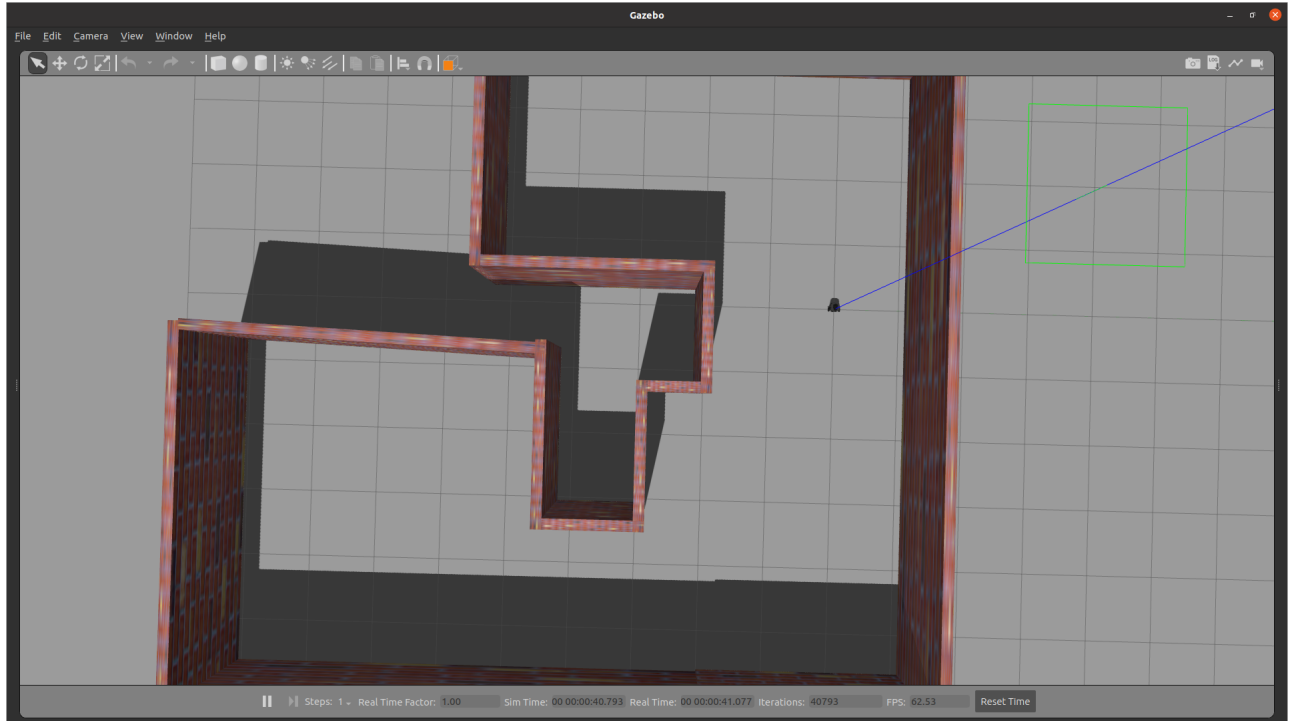 Gazebo
File Edit Camera View Window Help
LOG
Steps: 1 Real Time Factor: 1.00 Sim Time: 00 00:00:40.793 Real Time: 00 00:00:41.077 Iterations: 40793 FPS: 62.53 Reset Time